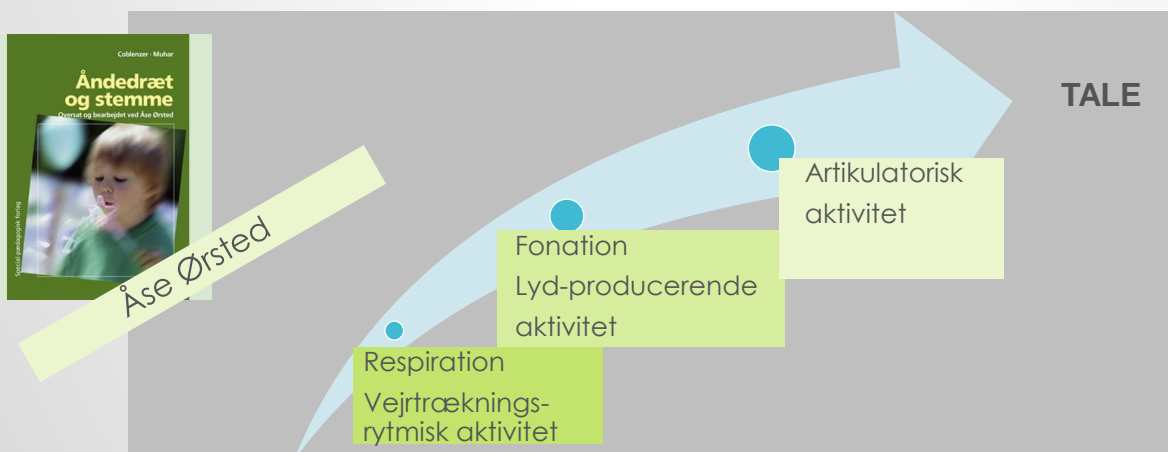 Coblenzer · Muhar
Åndedræt
og stemme
Oversat og bearbejdet ved Åse Ørsted
Special-pædagogisk forlag
Åse Ørsted
Respiration
Vejrtræknings-
rytmisk aktivitet
Fonation
Lyd-producerende
aktivitet
Artikulatorisk
aktivitet
TALE